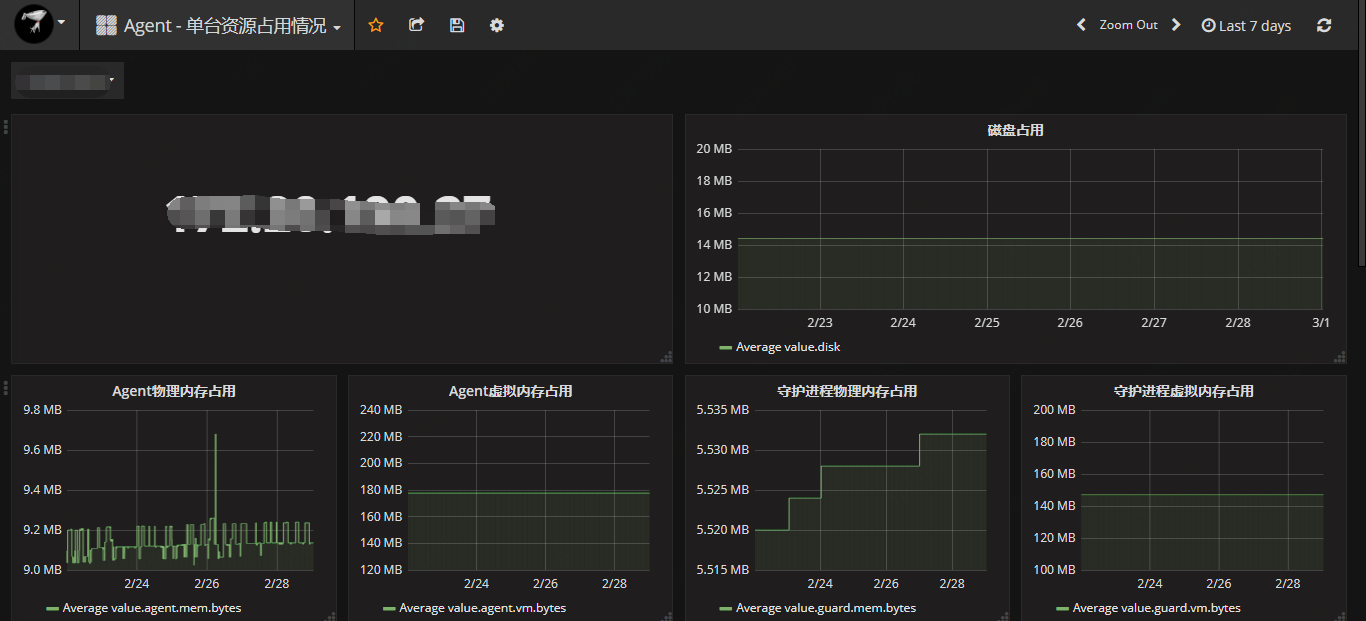 Agent - 单台资源占用情况
Zoom Out
Last 7 days
磁盘占用
20 MB
18 MB
16 MB
14 MB
12 MB
10 MB
2/23 2/24 2/25 2/26 2/27 2/28 3/1
Average value.disk
Agent物理内存占用
9.8 MB
9.6 MB
9.4 MB
9.2 MB
9.0 MB
2/24 2/26 2/28
Average value.agent.mem.bytes
Agent虚拟内存占用
240 MB
220 MB
200 MB
180 MB
160 MB
140 MB
120 MB
2/24 2/26 2/28
Average value.agent.vm.bytes
守护进程物理内存占用
5.535 MB
5.530 MB
5.525 MB
5.520 MB
5.515 MB
2/24 2/26 2/28
Average value.guard.mem.bytes
守护进程虚拟内存占用
200 MB
180 MB
160 MB
140 MB
120 MB
100 MB
2/24 2/26 2/28
Average value.guard.vm.bytes